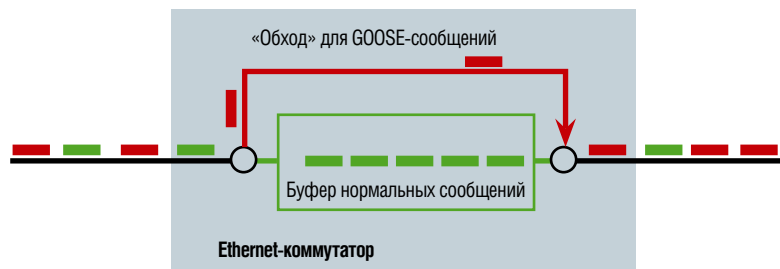 «Обход» для GOOSE-сообщений
Буфер нормальных сообщений
Ethernet-коммутатор